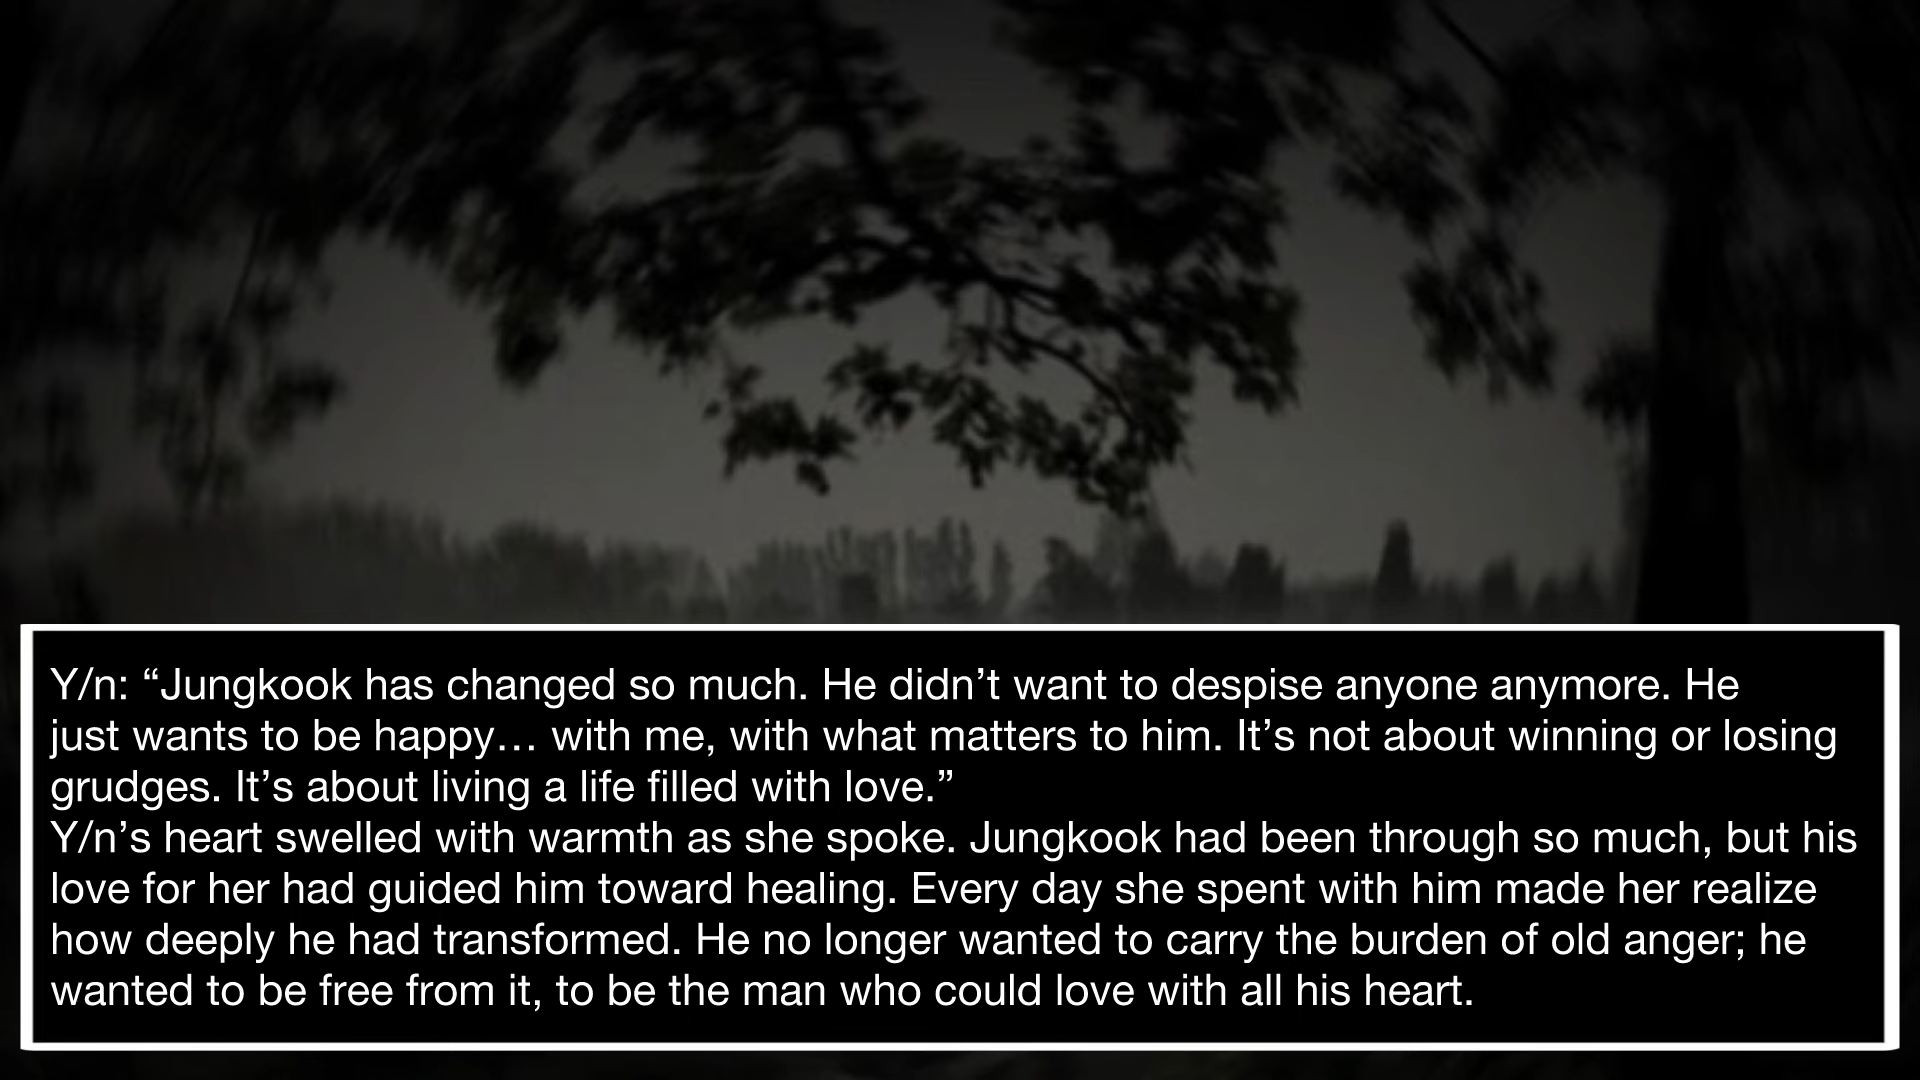 Y/n: “Jungkook has changed so much. He didn’t want to despise anyone anymore. He
just wants to be happy… with me, with what matters to him. It’s not about winning or losing
grudges. It’s about living a life filled with love.”
Y/n’s heart swelled with warmth as she spoke. Jungkook had been through so much, but his
love for her had guided him toward healing. Every day she spent with him made her realize
how deeply he had transformed. He no longer wanted to carry the burden of old anger; he
wanted to be free from it, to be the man who could love with all his heart.